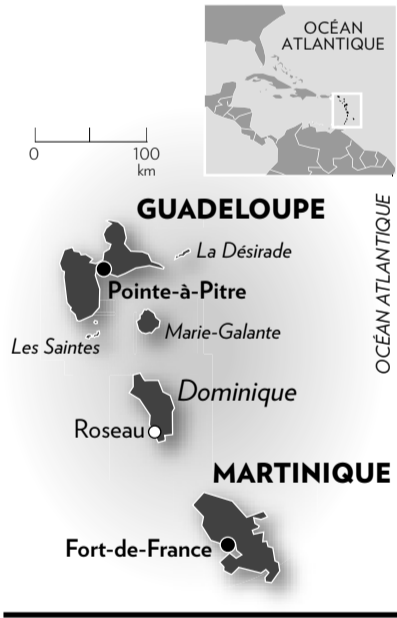 OCÉAN
ATLANTIQUE
0 100
km
GUADELOUPE
La Désirade
Pointe-à-Pitre
Marie-Galante
Les Saintes
OCÉAN ATLANTIQUE
Dominique
Roseau
MARTINIQUE
Fort-de-France